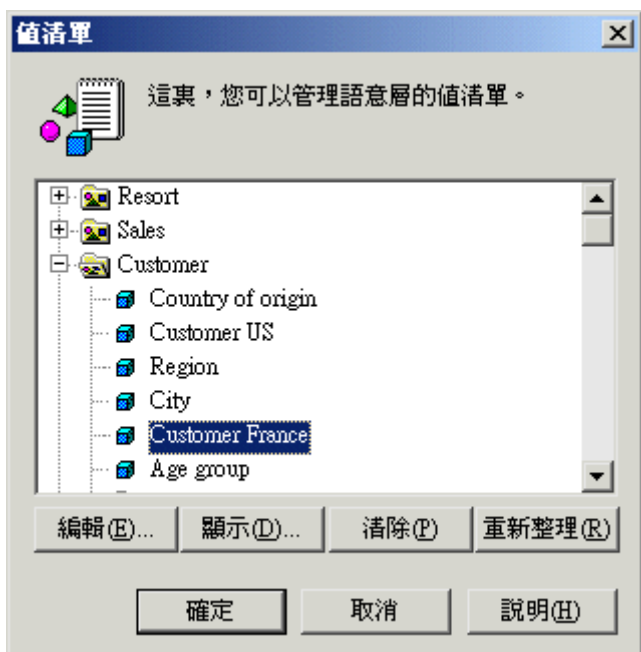 值清單
這裏，您可以管理語意層的值清單。
Resort
Sales
Customer
Country of origin
Customer US
Region
City
Customer France
Age group
編輯(E)... 顯示(D)... 清除(P) 重新整理(R)
確定 取消 說明(H)